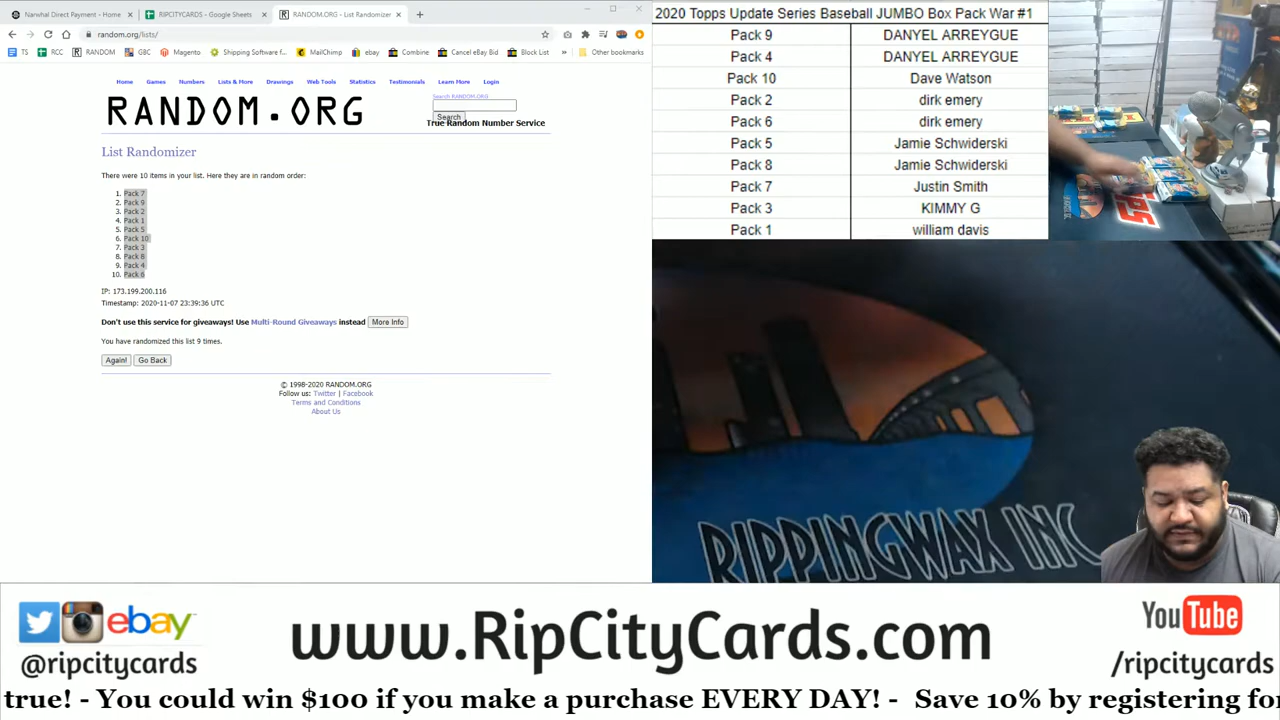 Narwhal Direct Payment - Home
RIPCITYCARDS - Google Sheets
RANDOM.ORG - List Randomizer
random.org/lists/
TS
RCC
RANDOM
GBC
Magento
Shipping Software f...
MailChimp
ebay
Combine
Cancel eBay Bid
Block List
Other bookmarks
Home Games Numbers Lists & More Drawings Web Tools Statistics Testimonials Learn More Login
RANDOM.ORG
Search RANDOM.ORG
Search
True Random Number Service
List Randomizer
There were 10 items in your list. Here they are in random order:
1. Pack 7
2. Pack 9
3. Pack 2
4. Pack 1
5. Pack 5
6. Pack 10
7. Pack 3
8. Pack 8
9. Pack 4
10. Pack 6
IP: 173.199.200.116
Timestamp: 2020-11-07 23:39:36 UTC
Don't use this service for giveaways! Use Multi-Round Giveaways instead More Info
You have randomized this list 9 times.
Again! Go Back
© 1998-2020 RANDOM.ORG
Follow us: Twitter | Facebook
Terms and Conditions
About Us
2020 Topps Update Series Baseball JUMBO Box Pack War #1
Pack 9 DANYEL ARREYGUE
Pack 4 DANYEL ARREYGUE
Pack 10 Dave Watson
Pack 2 dirk emery
Pack 6 dirk emery
Pack 5 Jamie Schwiderski
Pack 8 Jamie Schwiderski
Pack 7 Justin Smith
Pack 3 KIMMY G
Pack 1 william davis
RIPPINGWAX INC
ebay
@ripcitycards
www.RipCityCards.com
YouTube
/ripcitycards
true! - You could win $100 if you make a purchase EVERY DAY! - Save 10% by registering for